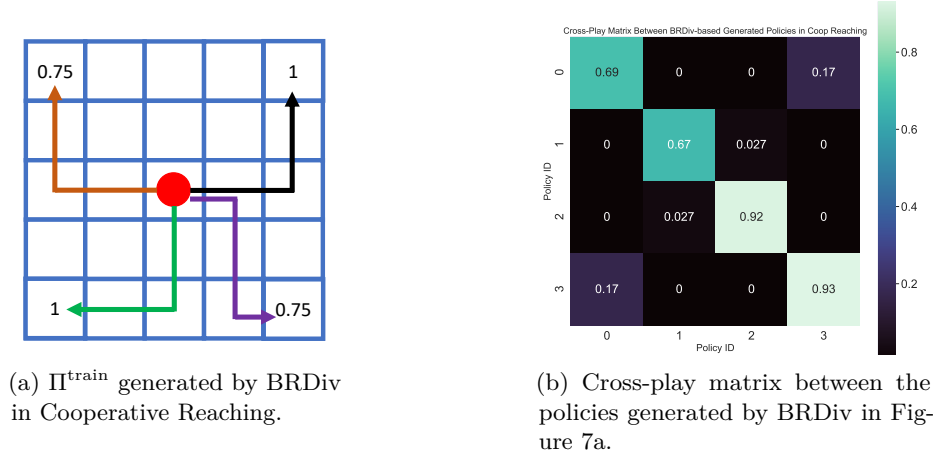 0.75
1
1
0.75
(a) Π^train generated by BRDiv
in Cooperative Reaching.
Cross-Play Matrix Between BRDiv-based Generated Policies in Coop Reaching
Policy ID
0 0.69 0 0 0.17
1 0 0.67 0.027 0
2 0 0.027 0.92 0
3 0.17 0 0 0.93
0 1 2 3
Policy ID
0.8
0.6
0.4
0.2
(b) Cross-play matrix between the
policies generated by BRDiv in Fig-
ure 7a.